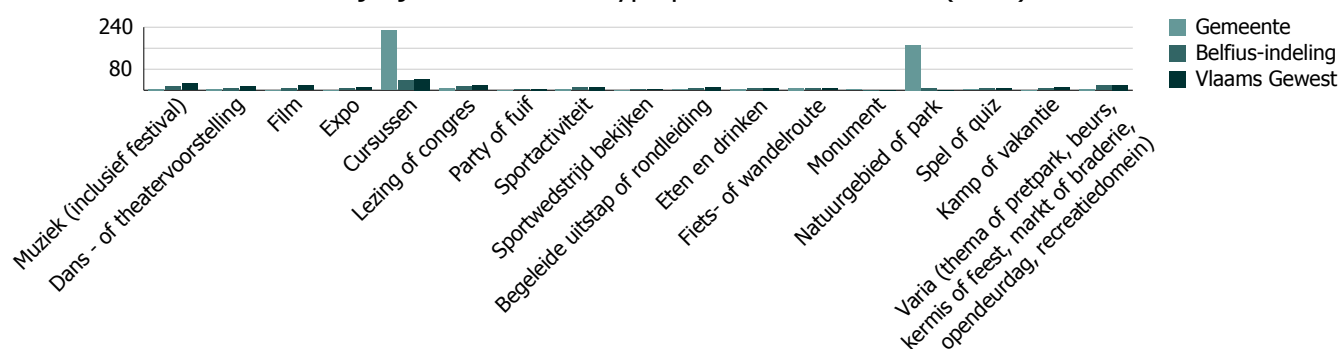 240
80
Gemeente
Belfius-indeling
Vlaams Gewest
Muziek (inclusief festival)
Dans - of theatervoorstelling
Film
Expo
Cursussen
Lezing of congres
Party of fuif
Sportactiviteit
Sportwedstrijd bekijken
Begeleide uitstap of rondleiding
Eten en drinken
Fiets- of wandelroute
Monument
Natuurgebied of park
Spel of quiz
Kamp of vakantie
Varia (thema of pretpark, beurs,
kermis of feest, markt of braderie,
opendeurdag, recreatiedomein)